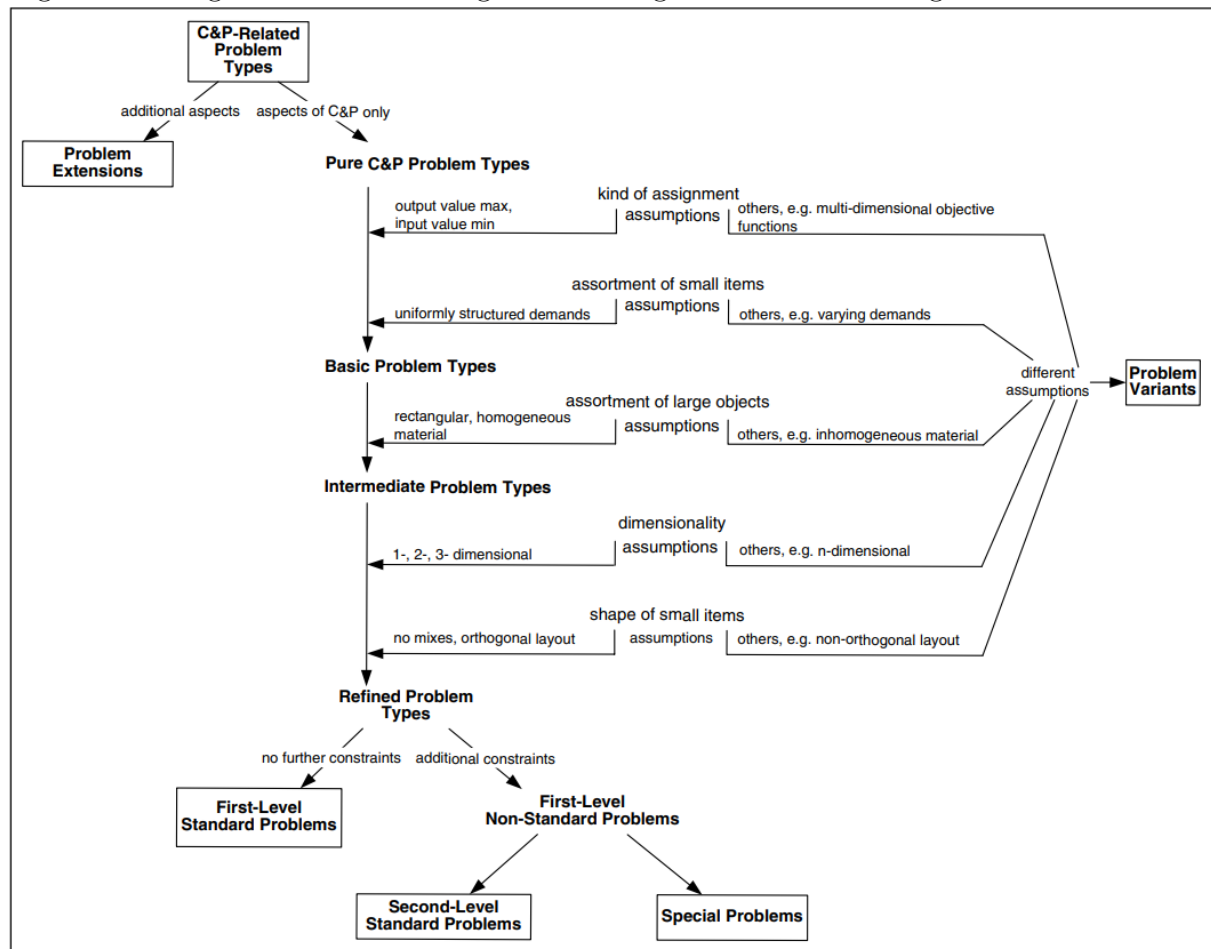 C&P-Related
Problem
Types
additional aspects
aspects of C&P only
Problem
Extensions
Pure C&P Problem Types
kind of assignment
assumptions
output value max,
input value min
others, e.g. multi-dimensional objective
functions
assortment of small items
assumptions
uniformly structured demands
others, e.g. varying demands
Basic Problem Types
different
assumptions
Problem
Variants
assortment of large objects
assumptions
rectangular, homogeneous
material
others, e.g. inhomogeneous material
Intermediate Problem Types
dimensionality
assumptions
1-, 2-, 3- dimensional
others, e.g. n-dimensional
shape of small items
assumptions
no mixes, orthogonal layout
others, e.g. non-orthogonal layout
Refined Problem
Types
no further constraints
additional constraints
First-Level
Standard Problems
First-Level
Non-Standard Problems
Second-Level
Standard Problems
Special Problems